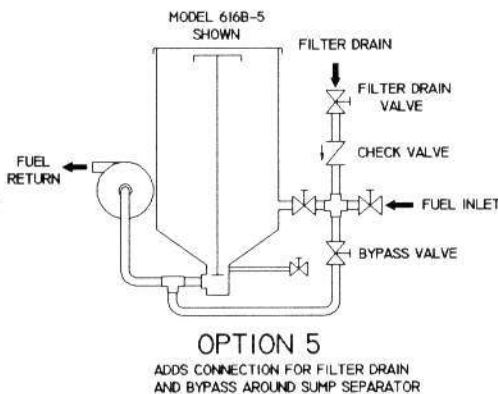 MODEL 616B-5
SHOWN
FILTER DRAIN
FILTER DRAIN
VALVE
CHECK VALVE
FUEL
RETURN
FUEL INLET
BYPASS VALVE
OPTION 5
ADDS CONNECTION FOR FILTER DRAIN
AND BYPASS AROUND SUMP SEPARATOR